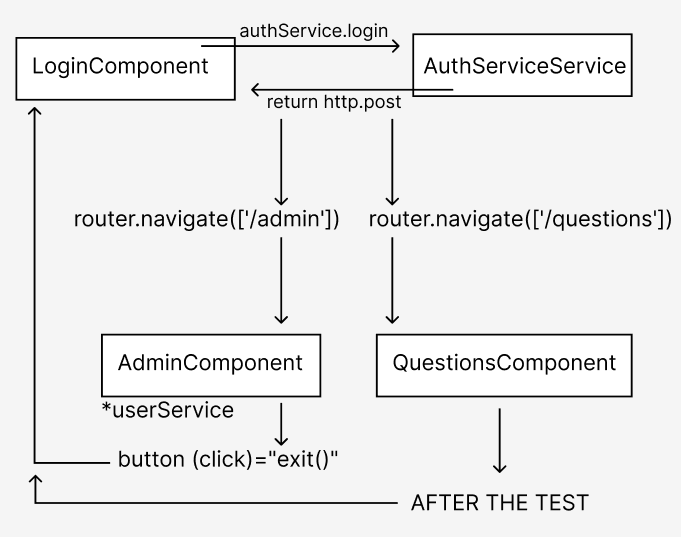 authService.login
LoginComponent
AuthServiceService
return http.post
router.navigate(['/admin'])
router.navigate(['/questions'])
AdminComponent
QuestionsComponent
*userService
button (click)="exit()"
AFTER THE TEST